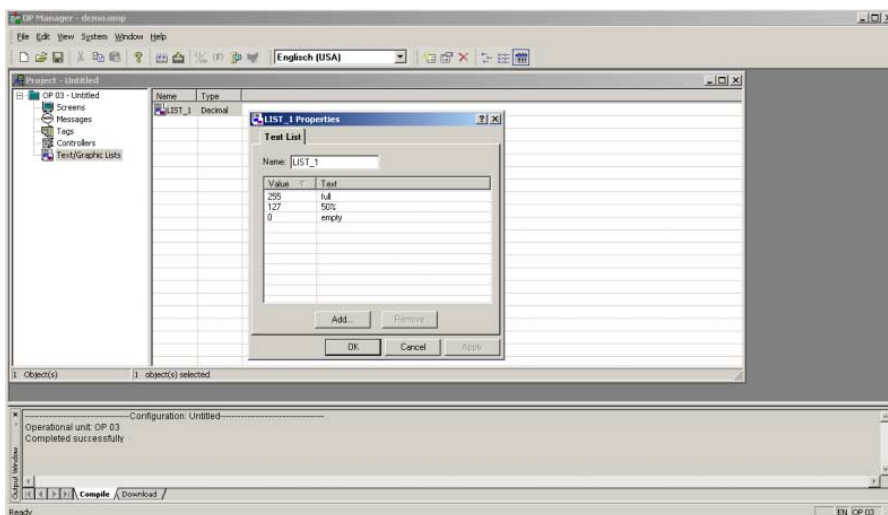 OP Manager - demo.omp
File Edit View System Window Help
Englisch (USA)
Project - Untitled
OP 03 - Untitled
Screens
Messages
Tags
Controllers
Text/Graphic Lists
Name Type
LIST_1 Decimal
LIST_1 Properties
Text List
Name: LIST_1
Value Text
255 full
127 50%
0 empty
Add... Remove
OK Cancel Apply
1 Object(s) 1 object(s) selected
Configuration: Untitled
Operational unit: OP 03
Completed successfully
Output Window
Compile Download
Ready EN OP 03